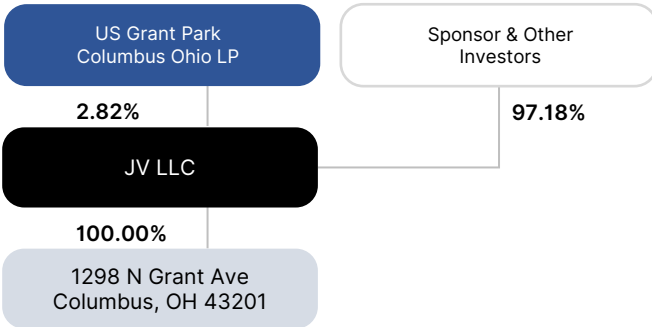 US Grant Park
Columbus Ohio LP
Sponsor & Other
Investors
2.82%
97.18%
JV LLC
100.00%
1298 N Grant Ave
Columbus, OH 43201